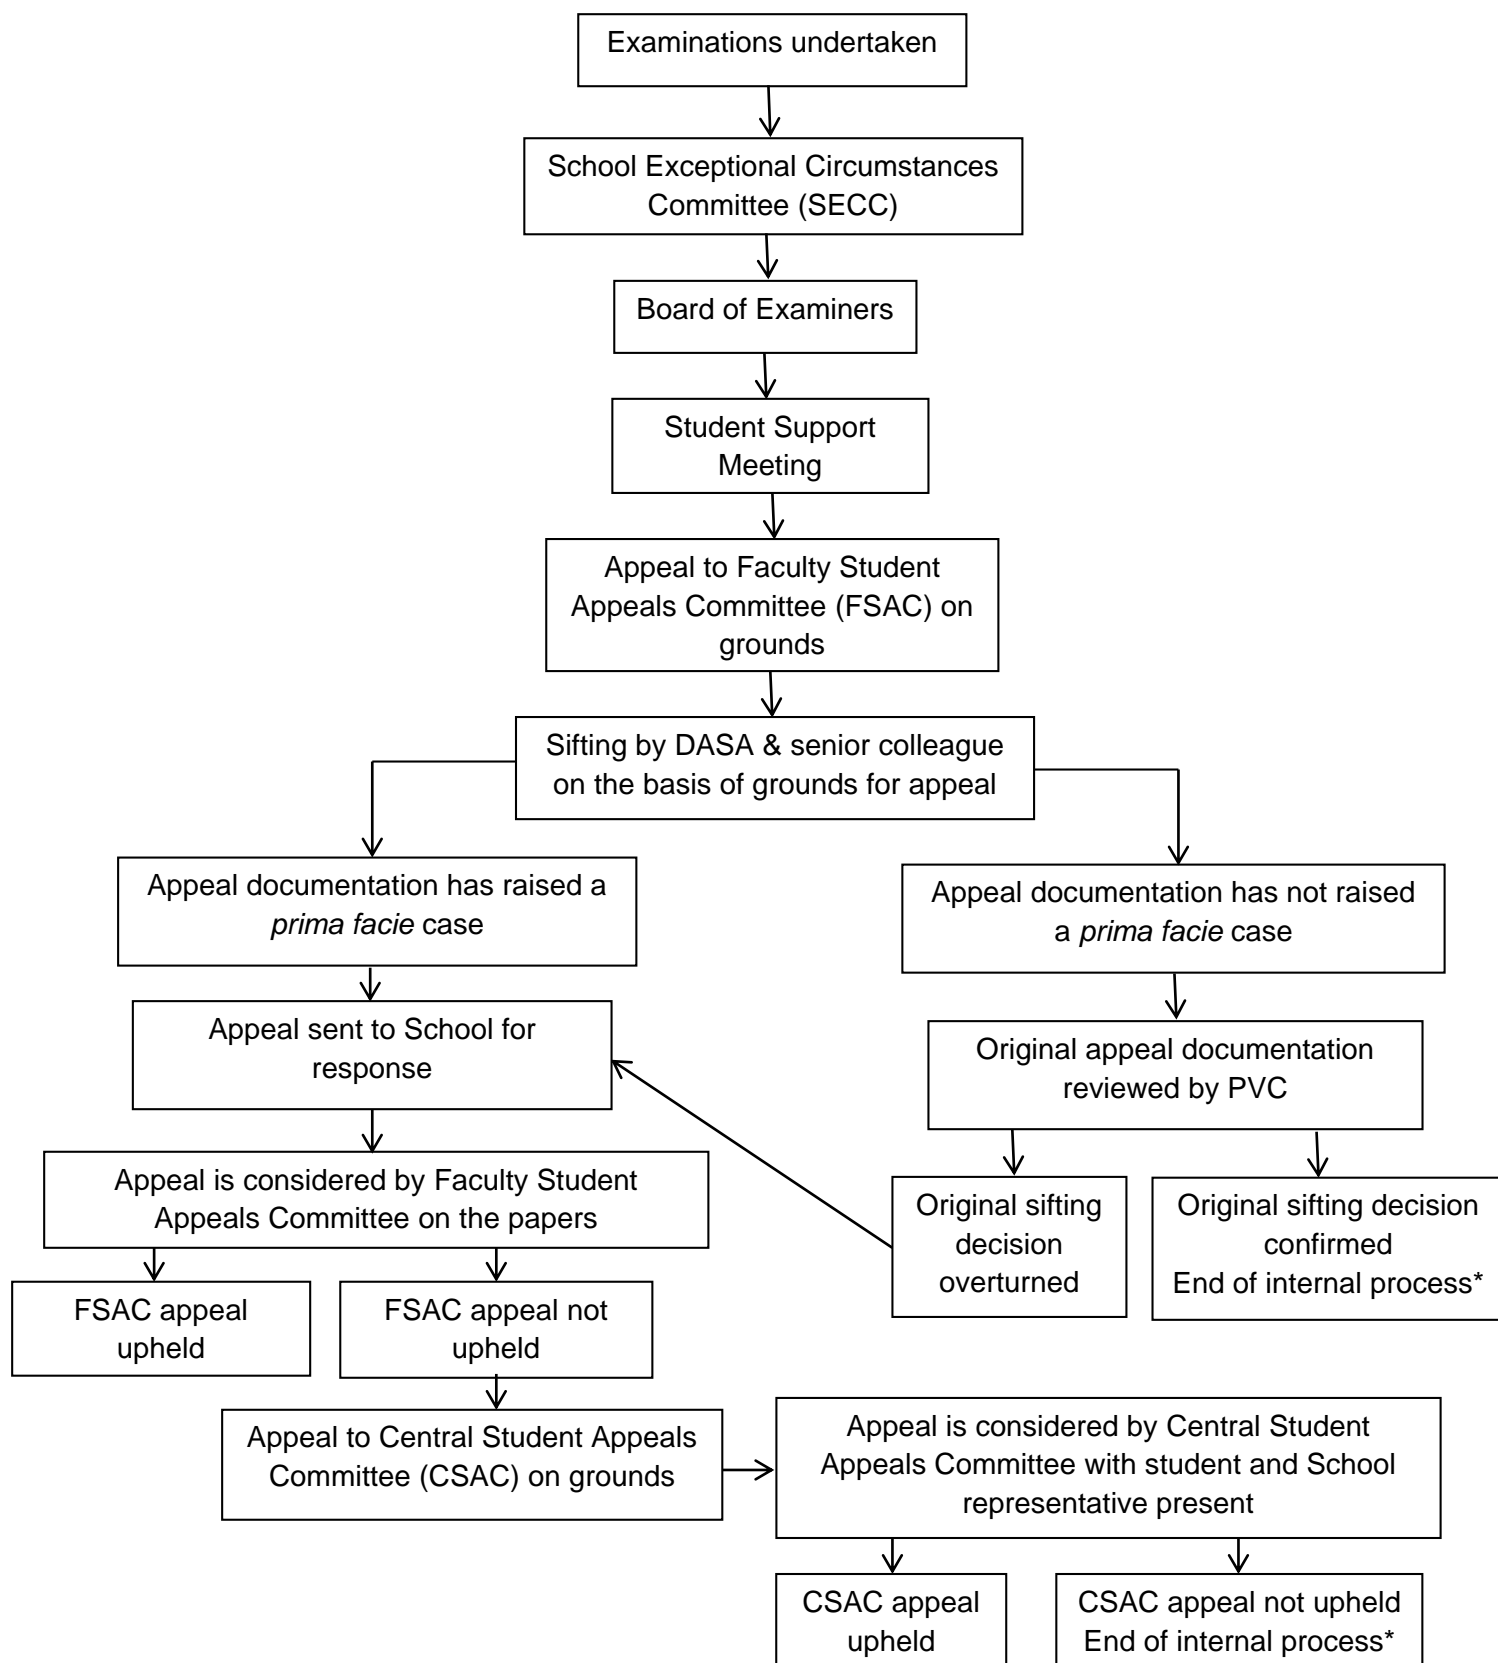 Examinations undertaken
School Exceptional Circumstances
Committee (SECC)
Board of Examiners
Student Support
Meeting
Appeal to Faculty Student
Appeals Committee (FSAC) on
grounds
Sifting by DASA & senior colleague
on the basis of grounds for appeal
Appeal documentation has raised a
prima facie case
Appeal documentation has not raised
a prima facie case
Appeal sent to School for
response
Original appeal documentation
reviewed by PVC
Appeal is considered by Faculty Student
Appeals Committee on the papers
Original sifting
decision
overturned
Original sifting decision
confirmed
End of internal process*
FSAC appeal
upheld
FSAC appeal not
upheld
Appeal to Central Student Appeals
Committee (CSAC) on grounds
Appeal is considered by Central Student
Appeals Committee with student and School
representative present
CSAC appeal
upheld
CSAC appeal not upheld
End of internal process*